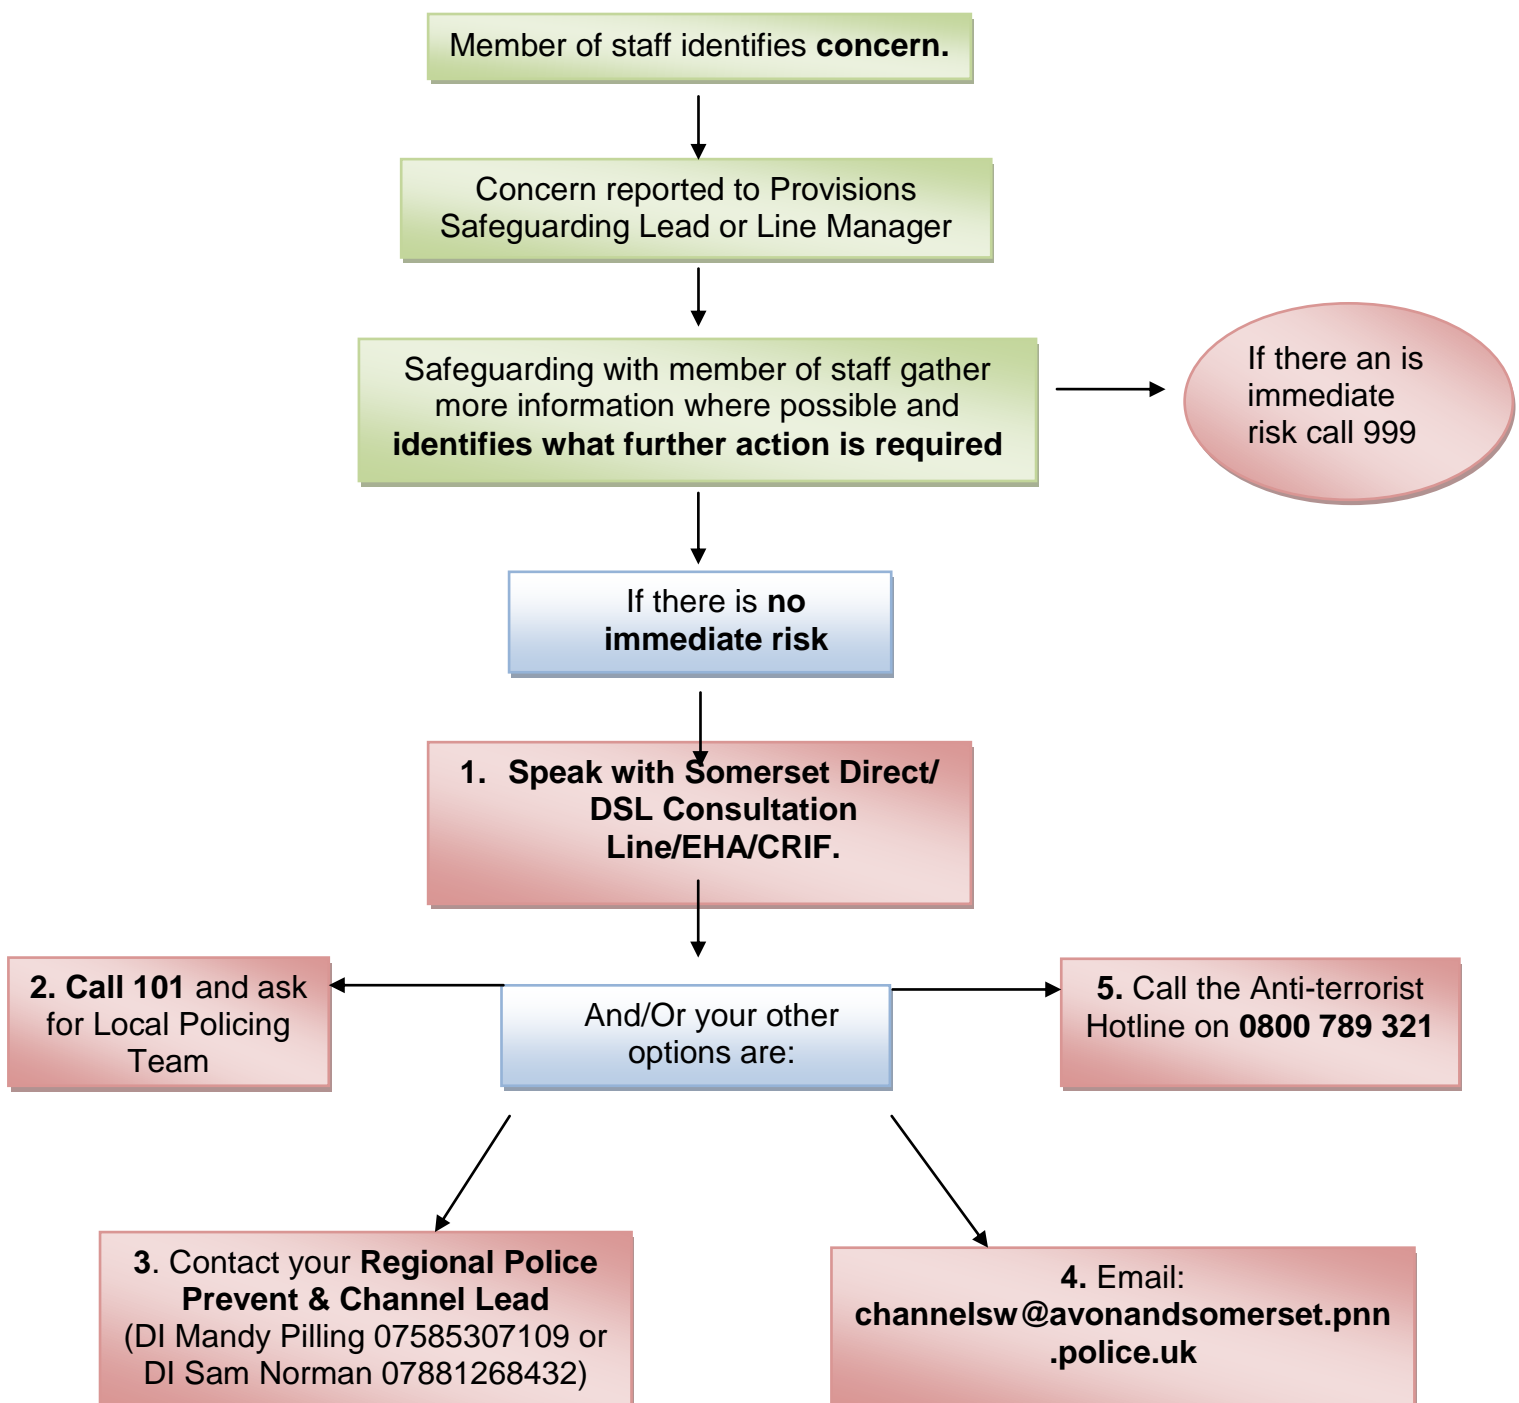 Member of staff identifies concern.
Concern reported to Provisions
Safeguarding Lead or Line Manager
Safeguarding with member of staff gather
more information where possible and
identifies what further action is required
If there an is
immediate
risk call 999
If there is no
immediate risk
1. Speak with Somerset Direct/
DSL Consultation
Line/EHA/CRIF.
2. Call 101 and ask
for Local Policing
Team
And/Or your other
options are:
5. Call the Anti-terrorist
Hotline on 0800 789 321
3. Contact your Regional Police
Prevent & Channel Lead
(DI Mandy Pilling 07585307109 or
DI Sam Norman 07881268432)
4. Email:
channelsw@avonandsomerset.pnn
.police.uk